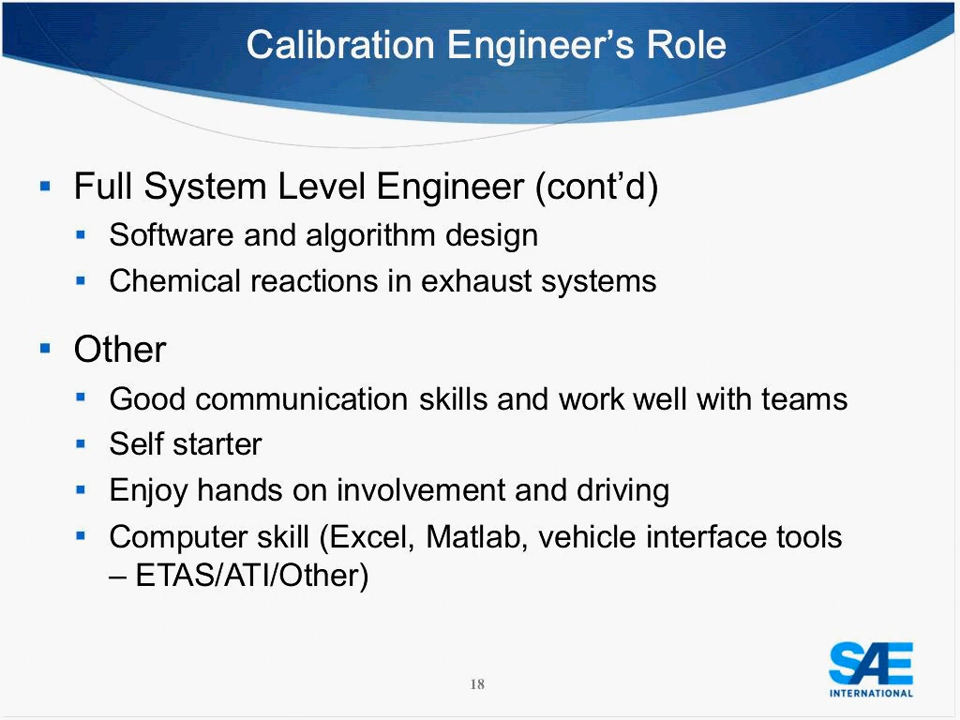 Calibration Engineer’s Role
▪ Full System Level Engineer (cont’d)
▪ Software and algorithm design
▪ Chemical reactions in exhaust systems
▪ Other
▪ Good communication skills and work well with teams
▪ Self starter
▪ Enjoy hands on involvement and driving
▪ Computer skill (Excel, Matlab, vehicle interface tools
– ETAS/ATI/Other)
18
SAE
INTERNATIONAL